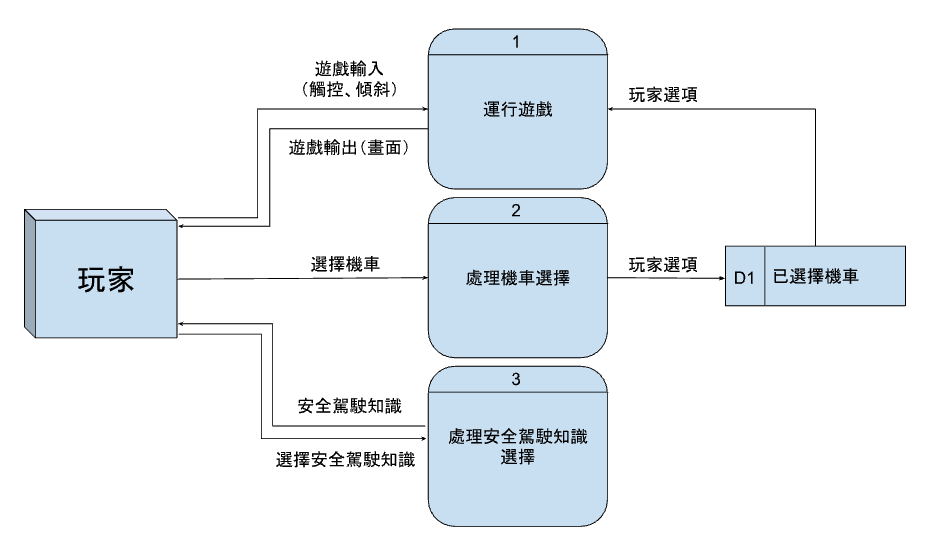 1
遊戲輸入
（觸控、傾斜）
運行遊戲
玩家選項
遊戲輸出（畫面）
2
玩家
選擇機車
處理機車選擇
玩家選項
D1
已選擇機車
3
安全駕駛知識
處理安全駕駛知識
選擇
選擇安全駕駛知識